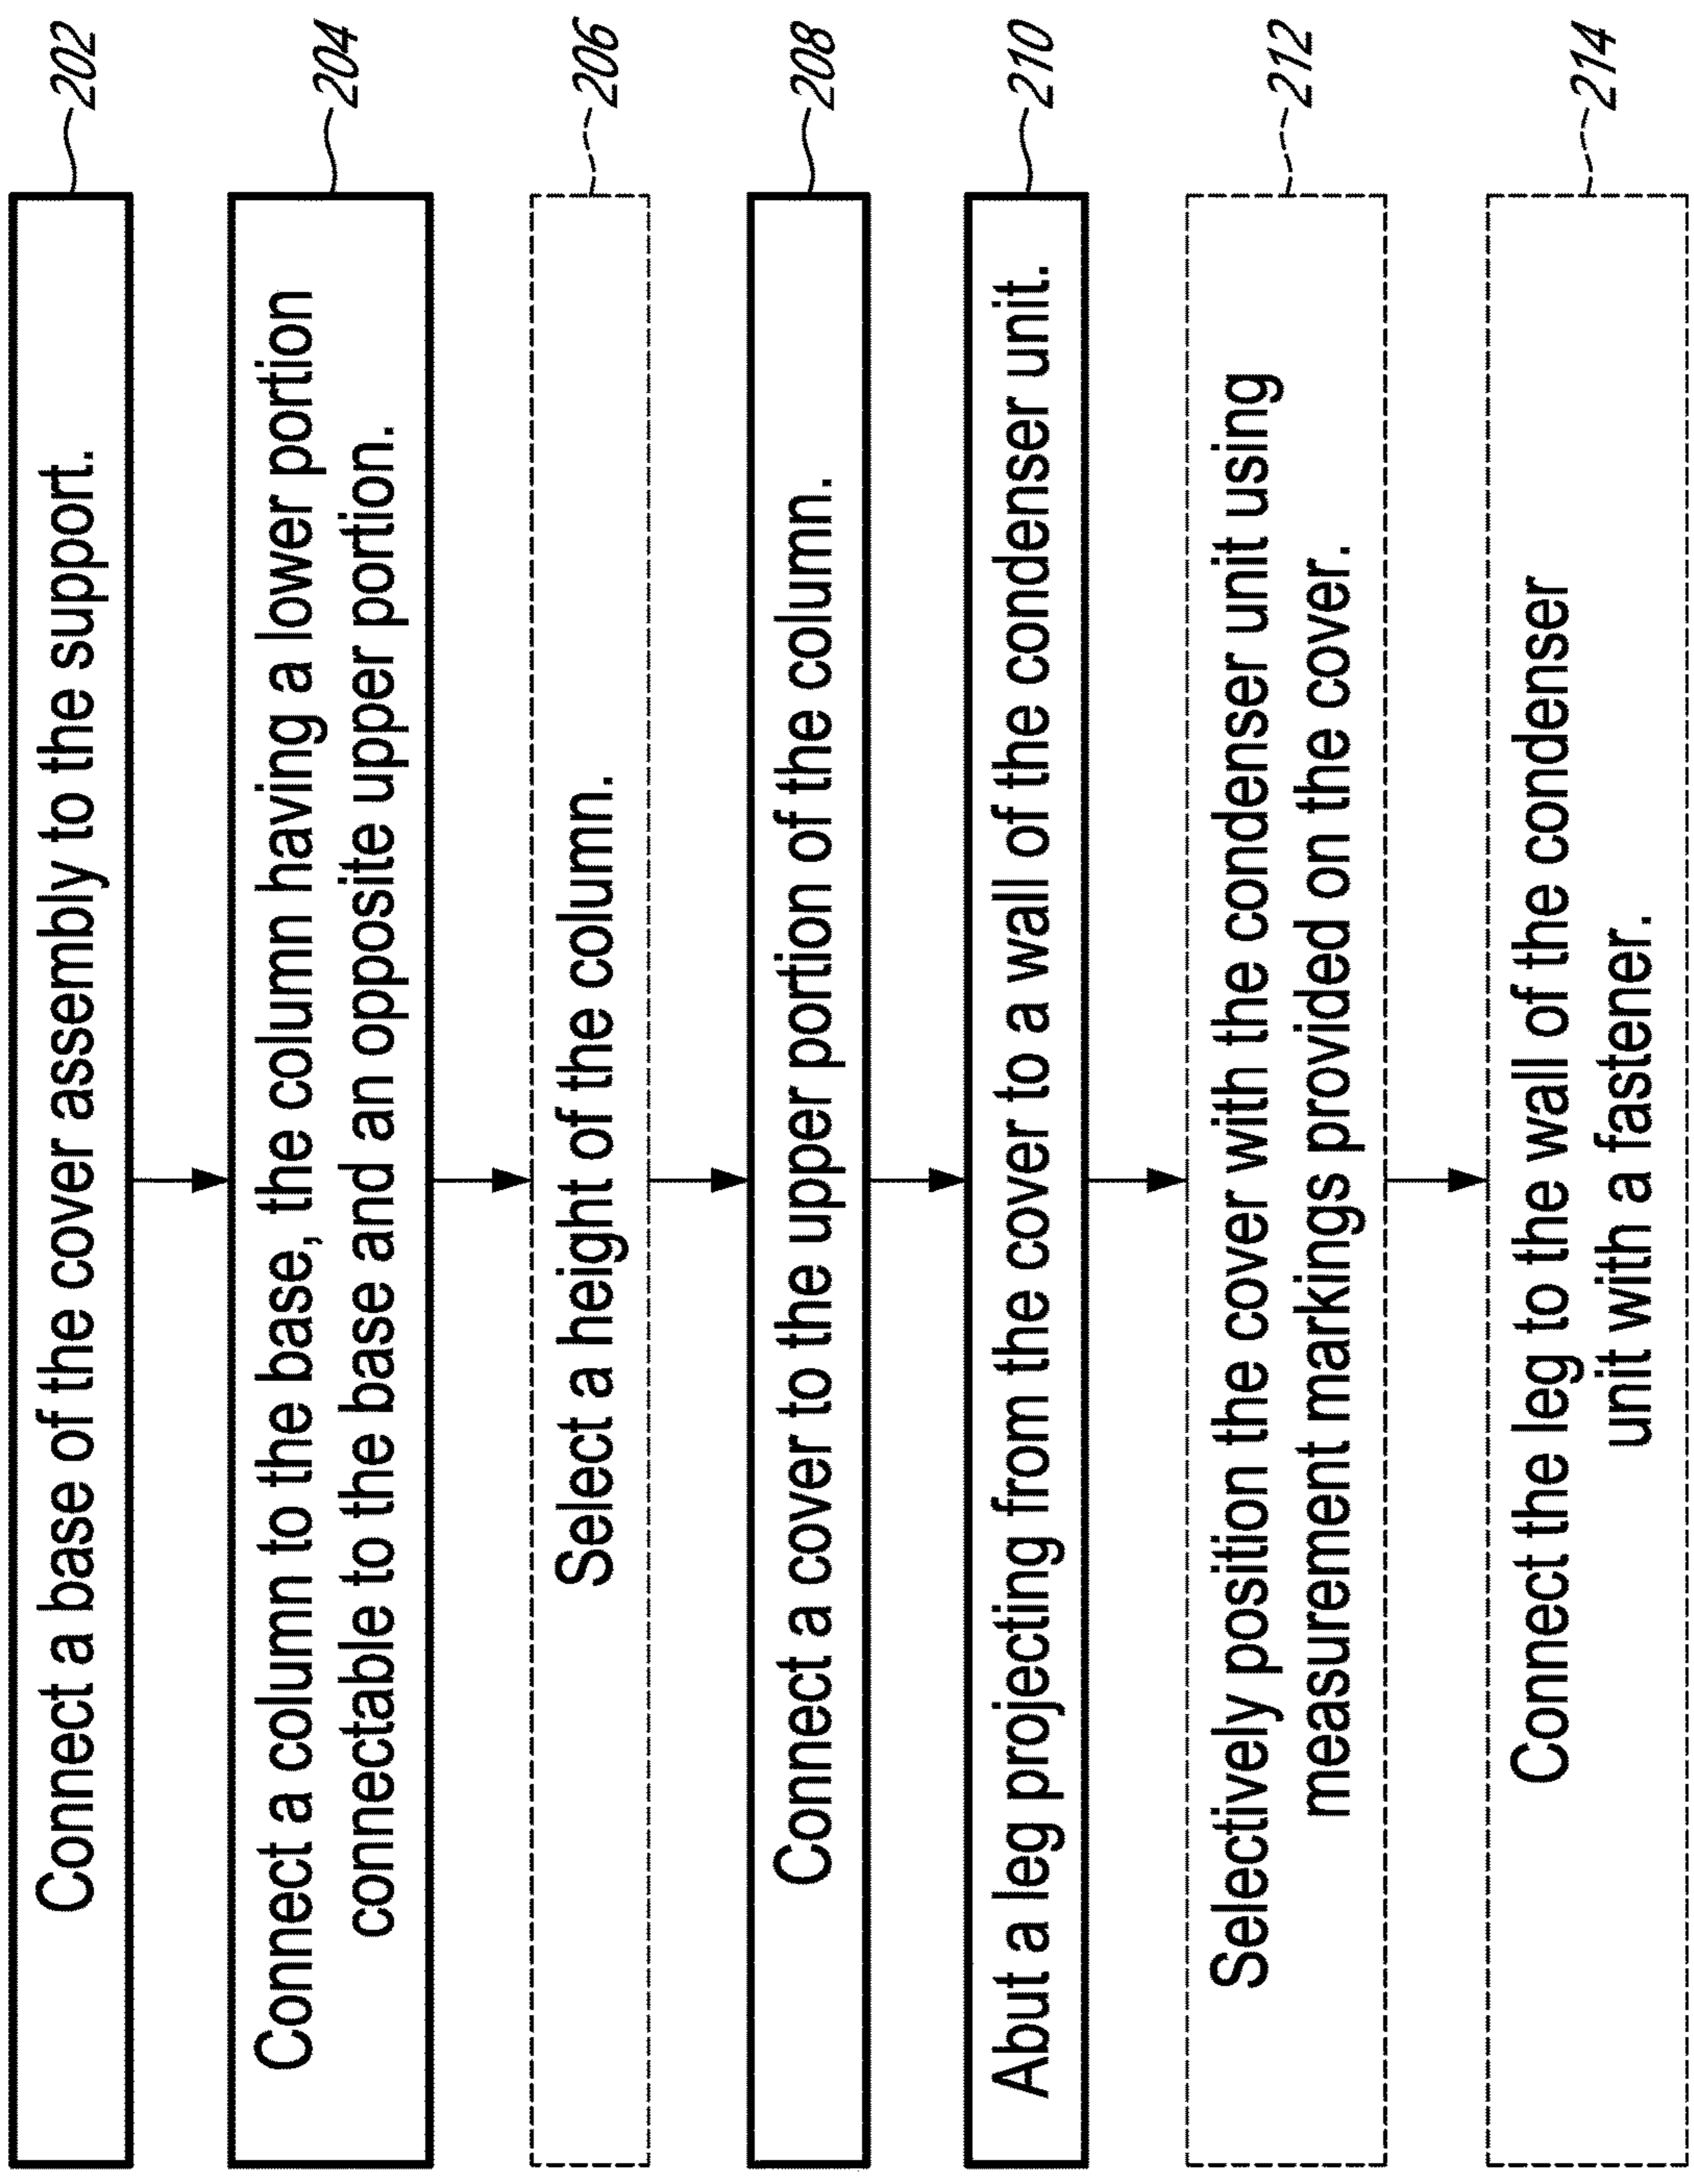 Connect a base of the cover assembly to the support.
202
Connect a column to the base, the column having a lower portion
connectable to the base and an opposite upper portion.
204
Select a height of the column.
206
Connect a cover to the upper portion of the column.
208
Abut a leg projecting from the cover to a wall of the condenser unit.
210
Selectively position the cover with the condenser unit using
measurement markings provided on the cover.
212
Connect the leg to the wall of the condenser
unit with a fastener.
214